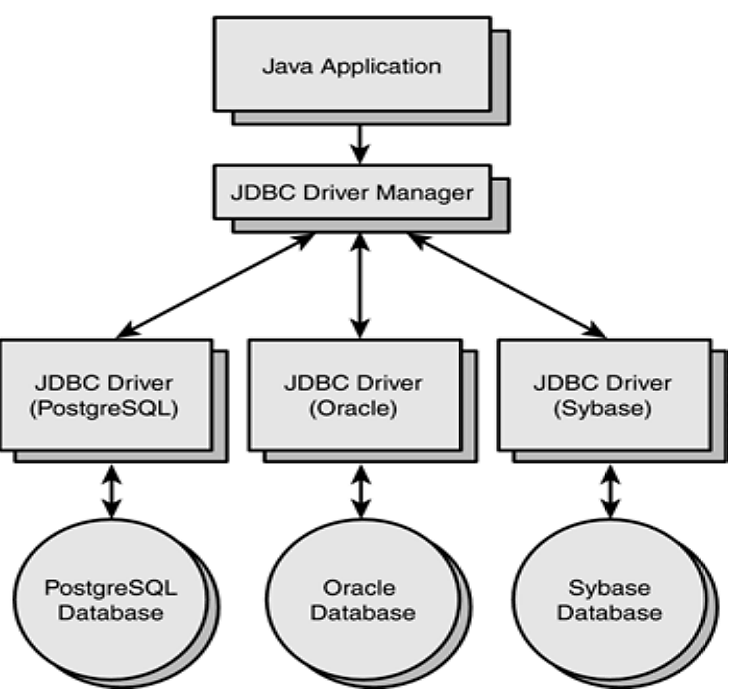 Java Application
JDBC Driver Manager
JDBC Driver
(PostgreSQL)
JDBC Driver
(Oracle)
JDBC Driver
(Sybase)
PostgreSQL
Database
Oracle
Database
Sybase
Database